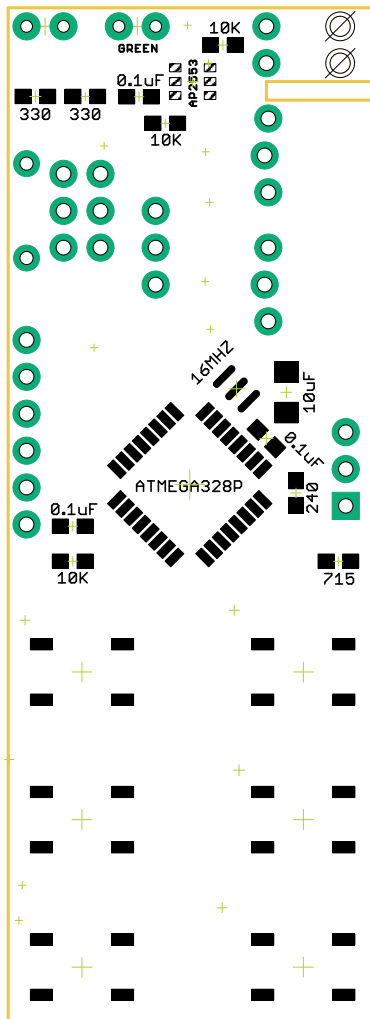 10K
GREEN
0.1uF
AP2553
330
330
10K
16MHZ
10uF
0.1uF
ATMEGA328P
240
0.1uF
10K
715